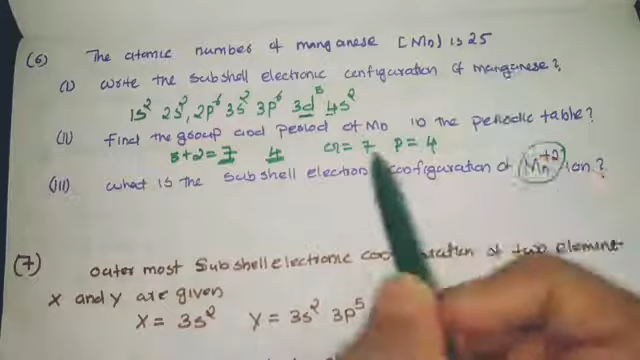 (6) The atomic number of manganese [Mn] is 25
(i) write the subshell electronic configuration of manganese?
1s² 2s², 2p⁶ 3s² 3p⁶ 3d⁵ 4s²
(ii) Find the group and period of Mn in the periodic table?
5+2=7 4 G=7 P=4
(iii) what is the subshell electron configuration of Mn⁺² ion?
(7) outer most subshell electronic configuration of two element
X and Y are given
X = 3s² Y = 3s² 3p⁵